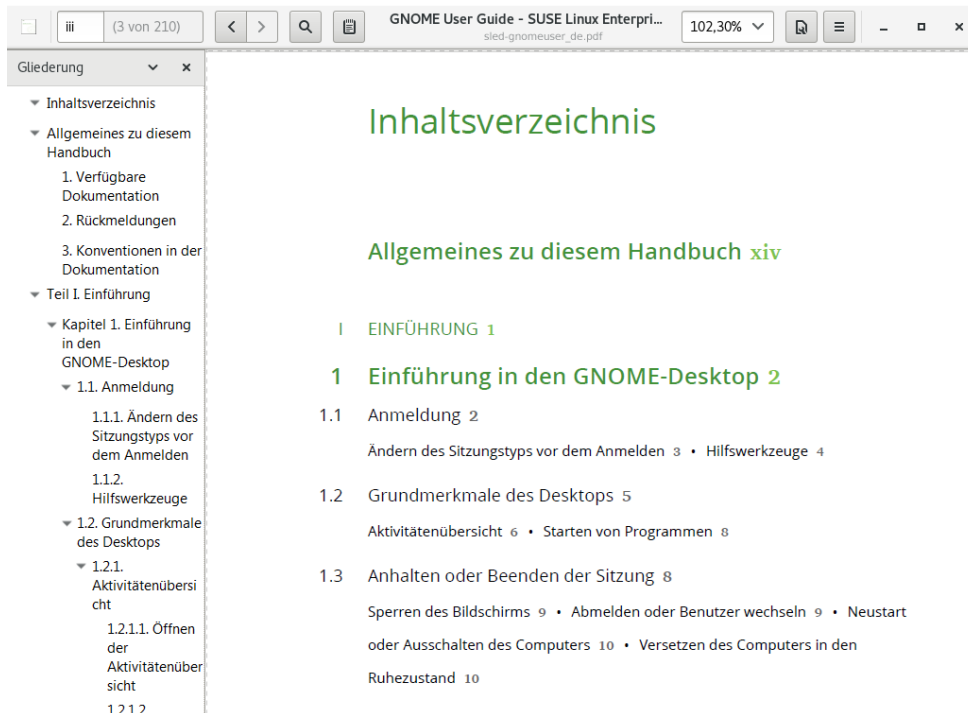 iii (3 von 210)
GNOME User Guide - SUSE Linux Enterpri...
sled-gnomeuser_de.pdf
102,30%
Gliederung
Inhaltsverzeichnis
Allgemeines zu diesem
Handbuch
1. Verfügbare
Dokumentation
2. Rückmeldungen
3. Konventionen in der
Dokumentation
Teil I. Einführung
Kapitel 1. Einführung
in den
GNOME-Desktop
1.1. Anmeldung
1.1.1. Ändern des
Sitzungstyps vor
dem Anmelden
1.1.2.
Hilfswerkzeuge
1.2. Grundmerkmale
des Desktops
1.2.1.
Aktivitätenübersi
cht
1.2.1.1. Öffnen
der
Aktivitätenüber
sicht
1.2.1.2.
Inhaltsverzeichnis
Allgemeines zu diesem Handbuch xiv
I EINFÜHRUNG 1
1 Einführung in den GNOME-Desktop 2
1.1 Anmeldung 2
Ändern des Sitzungstyps vor dem Anmelden 3 • Hilfswerkzeuge 4
1.2 Grundmerkmale des Desktops 5
Aktivitätenübersicht 6 • Starten von Programmen 8
1.3 Anhalten oder Beenden der Sitzung 8
Sperren des Bildschirms 9 • Abmelden oder Benutzer wechseln 9 • Neustart
oder Ausschalten des Computers 10 • Versetzen des Computers in den
Ruhezustand 10